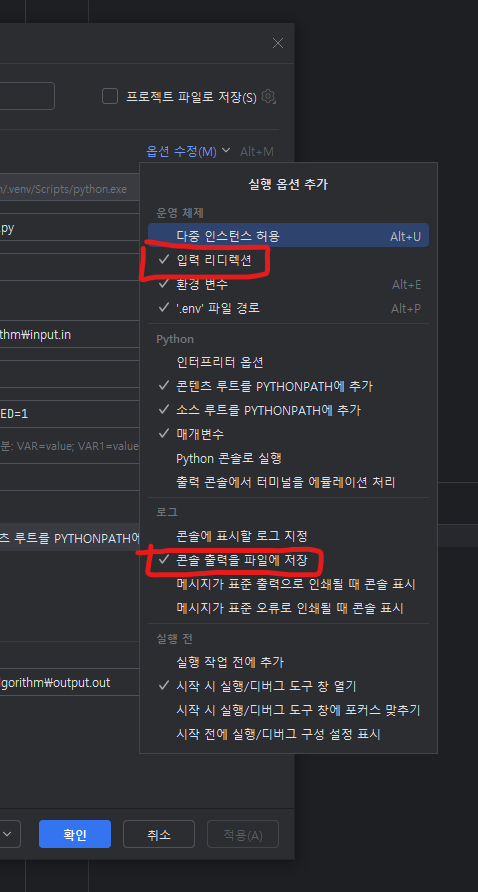 프로젝트 파일로 저장(S)
옵션 수정(M) Alt+M
실행 옵션 추가
/.venv/Scripts/python.exe
운영 체제
.py
다중 인스턴스 허용 Alt+U
입력 리디렉션
환경 변수 Alt+E
'.env' 파일 경로 Alt+P
thm\input.in
Python
인터프리터 옵션
콘텐츠 루트를 PYTHONPATH에 추가
ED=1
소스 루트를 PYTHONPATH에 추가
매개변수
분: VAR=value; VAR1=value
Python 콘솔로 실행
출력 콘솔에서 터미널을 에뮬레이션 처리
로그
콘솔에 표시할 로그 지정
츠 루트를 PYTHONPATH에
콘솔 출력을 파일에 저장
메시지가 표준 출력으로 인쇄될 때 콘솔 표시
메시지가 표준 오류로 인쇄될 때 콘솔 표시
실행 전
실행 작업 전에 추가
lgorithm\output.out
시작 시 실행/디버그 도구 창 열기
시작 시 실행/디버그 도구 창에 포커스 맞추기
시작 전에 실행/디버그 구성 설정 표시
확인 취소 적용(A)